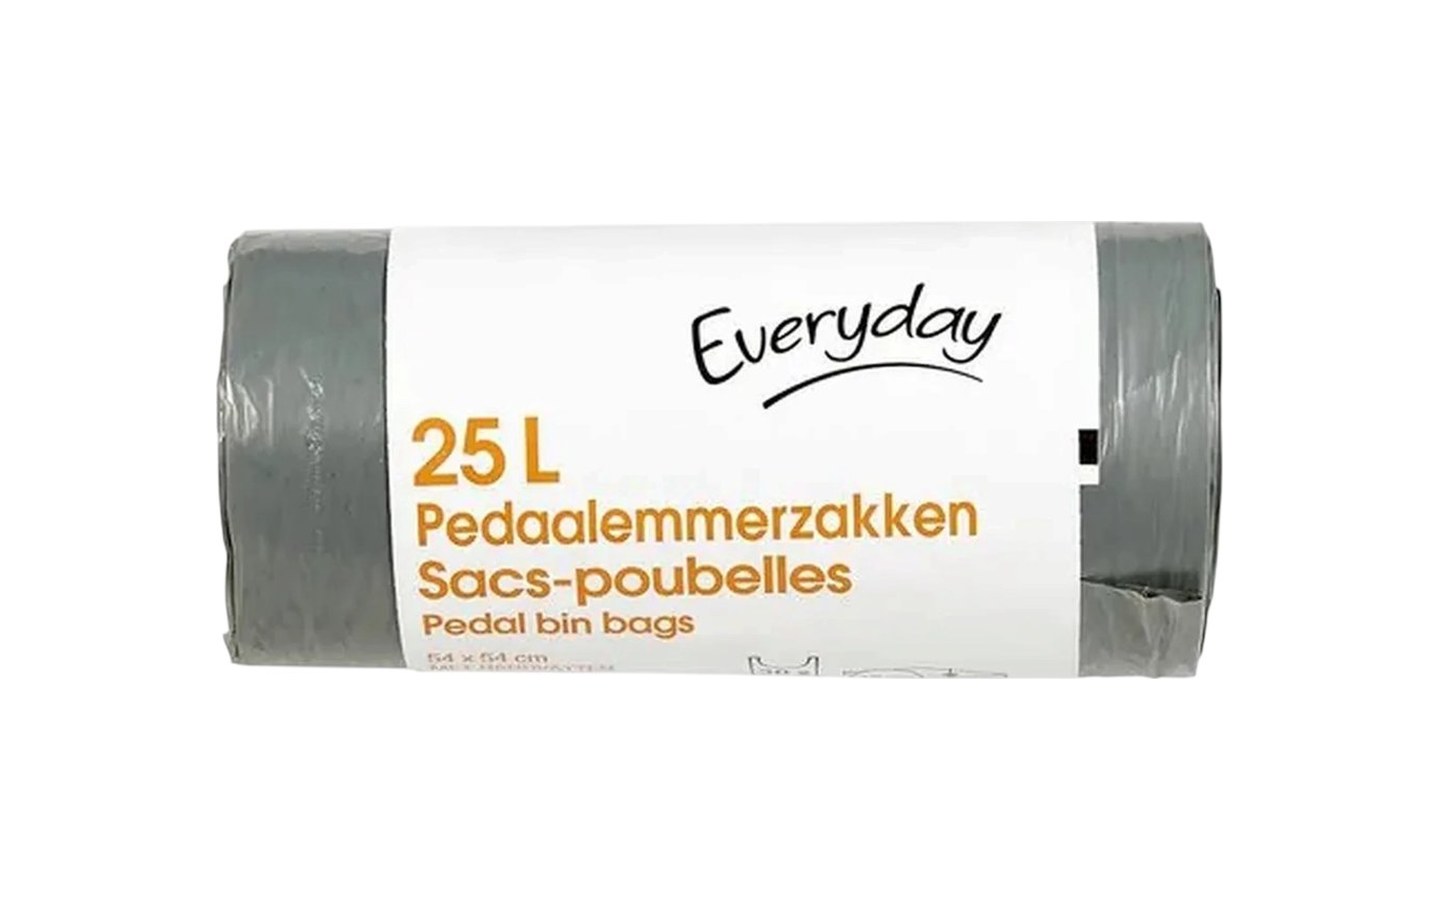 Everyday
25 L
Pedaalemmerzakken
Sacs-poubelles
Pedal bin bags
54 x 54 cm